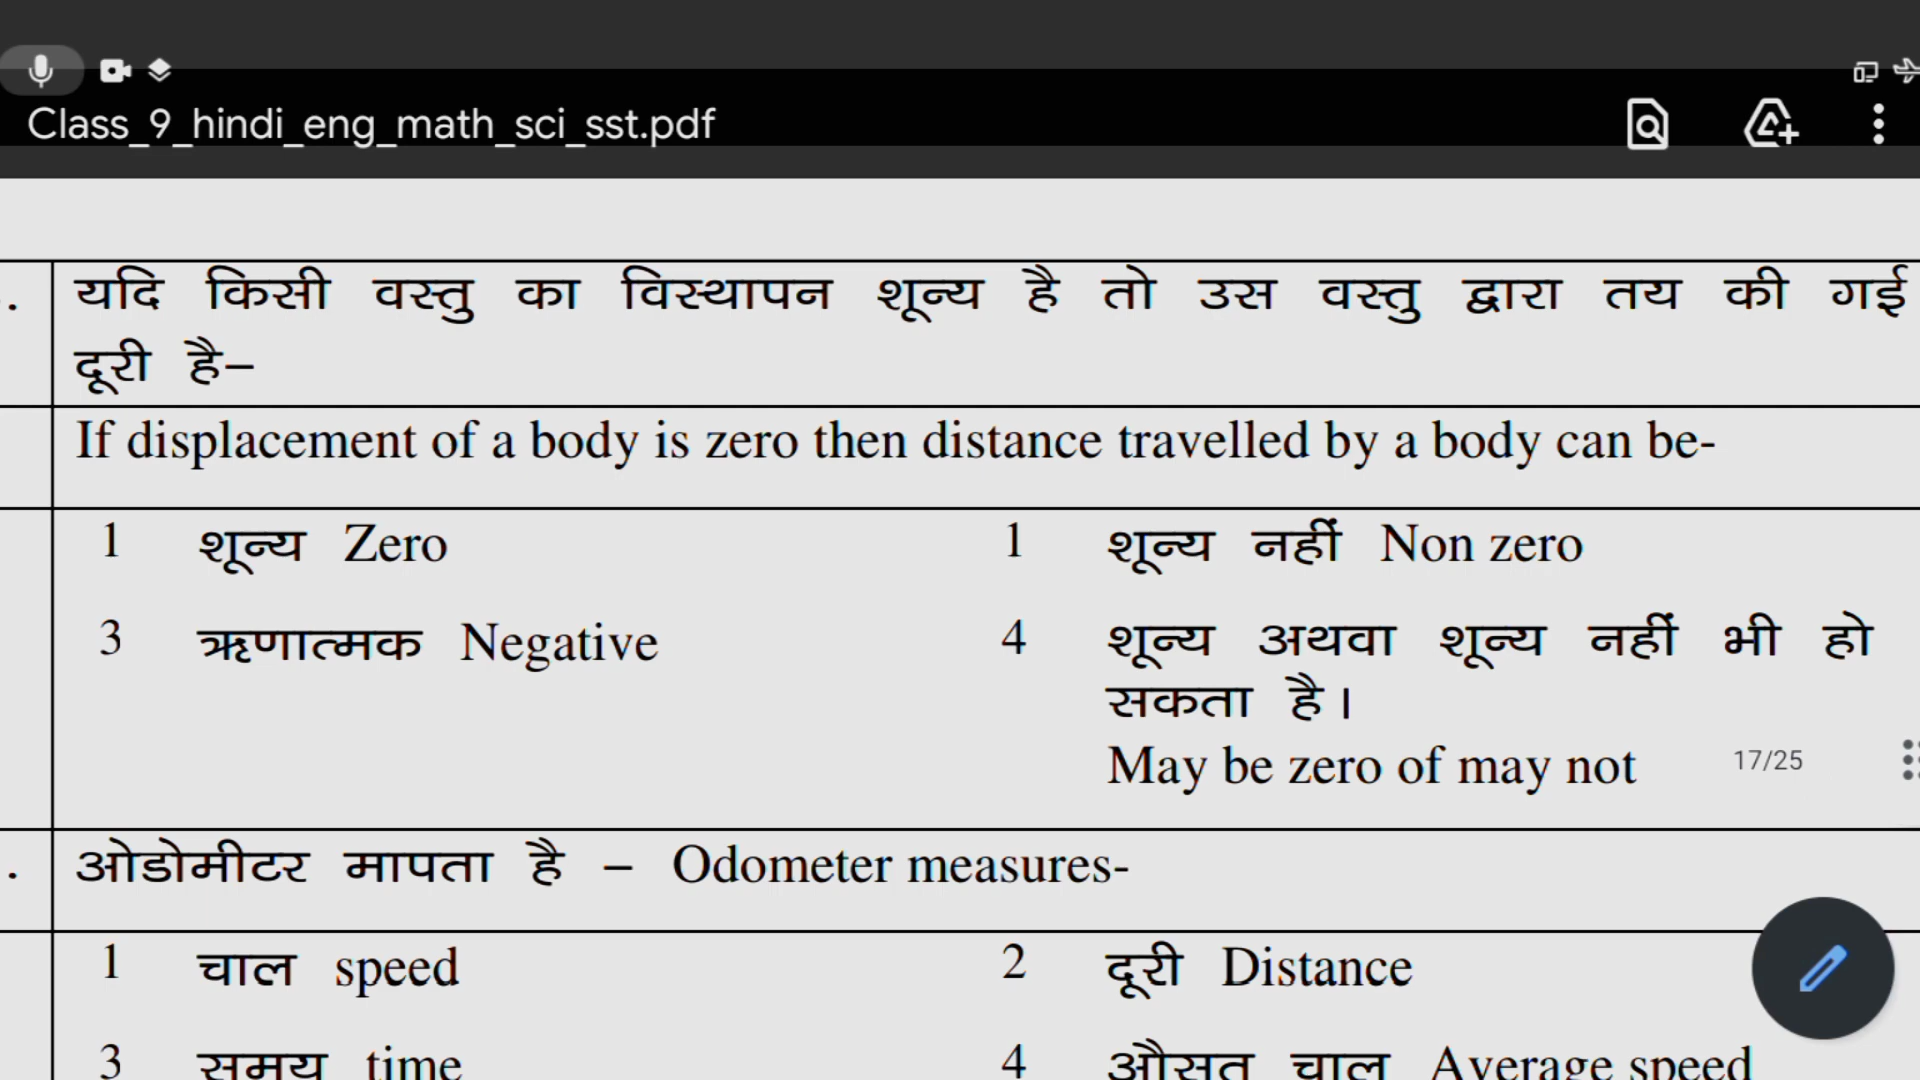 Class_9_hindi_eng_math_sci_sst.pdf
यदि किसी वस्तु का विस्थापन शून्य है तो उस वस्तु द्वारा तय की गई
दूरी है–
If displacement of a body is zero then distance travelled by a body can be-
1 शून्य Zero 1 शून्य नहीं Non zero
3 ऋणात्मक Negative 4 शून्य अथवा शून्य नहीं भी हो
सकता है।
May be zero of may not 17/25
ओडोमीटर मापता है – Odometer measures-
1 चाल speed 2 दूरी Distance
3 समय time 4 औसत चाल Average speed